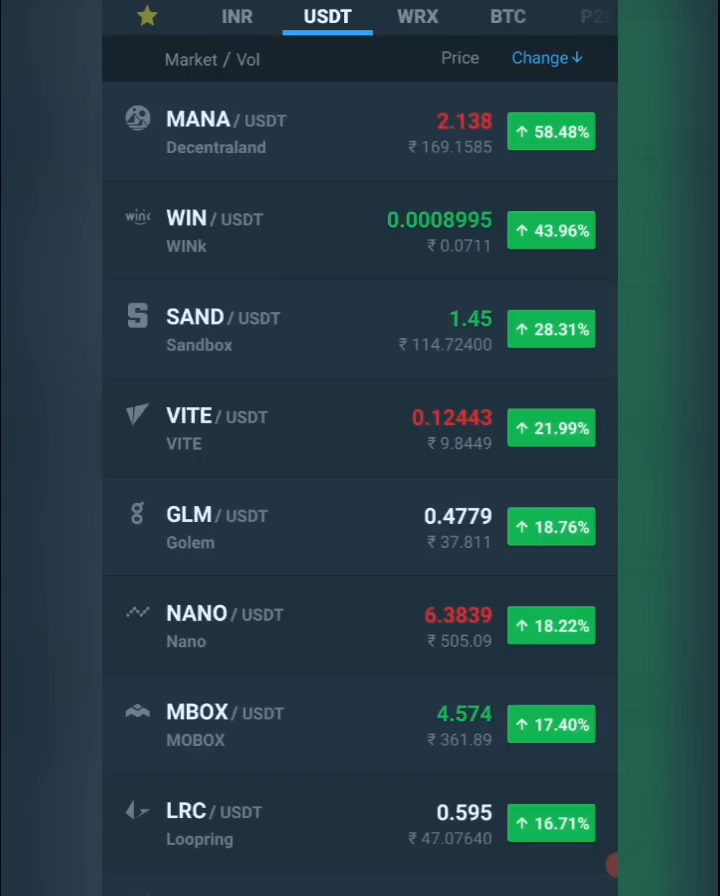 INR USDT WRX BTC P2
Market / Vol Price Change↓
MANA / USDT 2.138 ↑ 58.48%
Decentraland ₹ 169.1585
WIN / USDT 0.0008995 ↑ 43.96%
WINk ₹ 0.0711
SAND / USDT 1.45 ↑ 28.31%
Sandbox ₹ 114.72400
VITE / USDT 0.12443 ↑ 21.99%
VITE ₹ 9.8449
GLM / USDT 0.4779 ↑ 18.76%
Golem ₹ 37.811
NANO / USDT 6.3839 ↑ 18.22%
Nano ₹ 505.09
MBOX / USDT 4.574 ↑ 17.40%
MOBOX ₹ 361.89
LRC / USDT 0.595 ↑ 16.71%
Loopring ₹ 47.07640